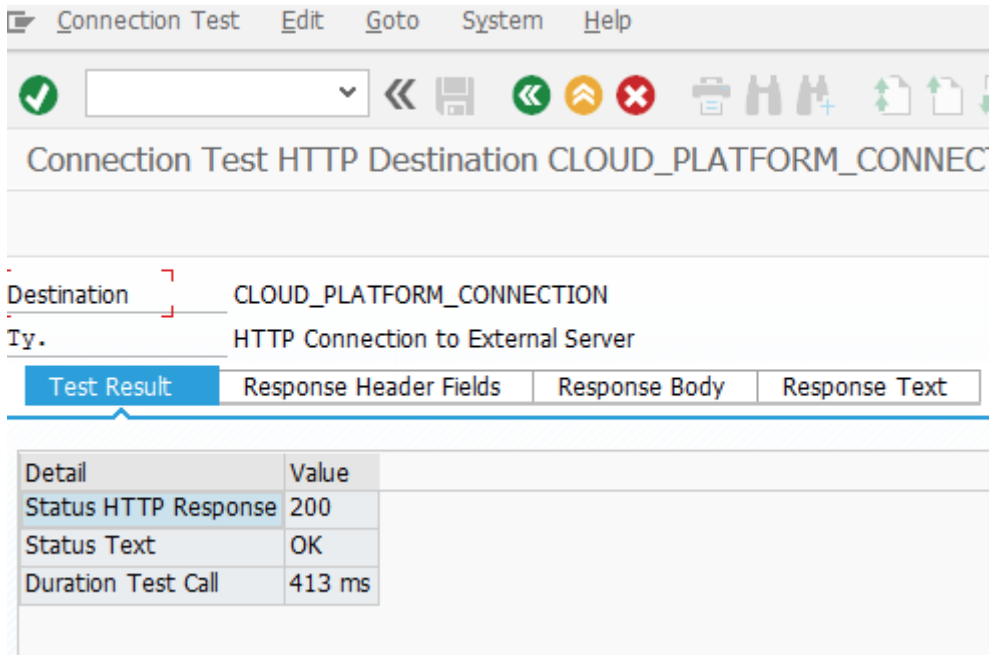 Connection Test Edit Goto System Help
Connection Test HTTP Destination CLOUD_PLATFORM_CONNEC
Destination CLOUD_PLATFORM_CONNECTION
Ty. HTTP Connection to External Server
Test Result Response Header Fields Response Body Response Text
Detail Value
Status HTTP Response 200
Status Text OK
Duration Test Call 413 ms